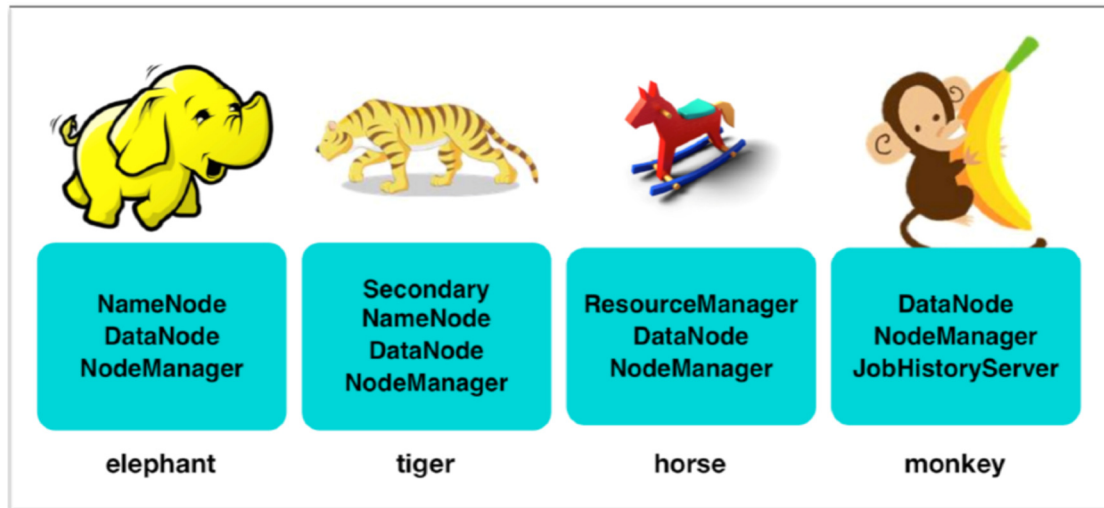 NameNode
DataNode
NodeManager
elephant
Secondary
NameNode
DataNode
NodeManager
tiger
ResourceManager
DataNode
NodeManager
horse
DataNode
NodeManager
JobHistoryServer
monkey